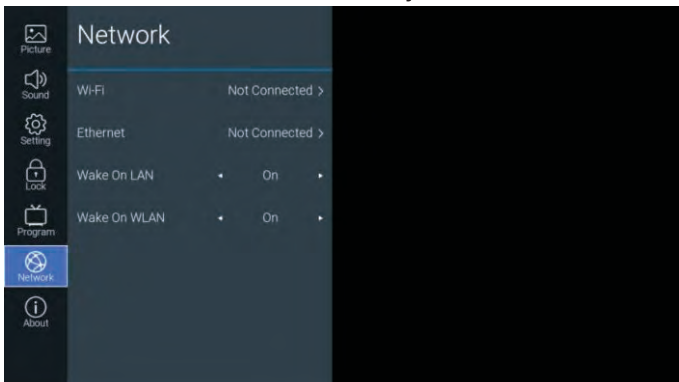 Picture
Sound
Setting
Lock
Program
Network
About
Network
Wi-Fi Not Connected >
Ethernet Not Connected >
Wake On LAN ◂ On ▸
Wake On WLAN ◂ On ▸